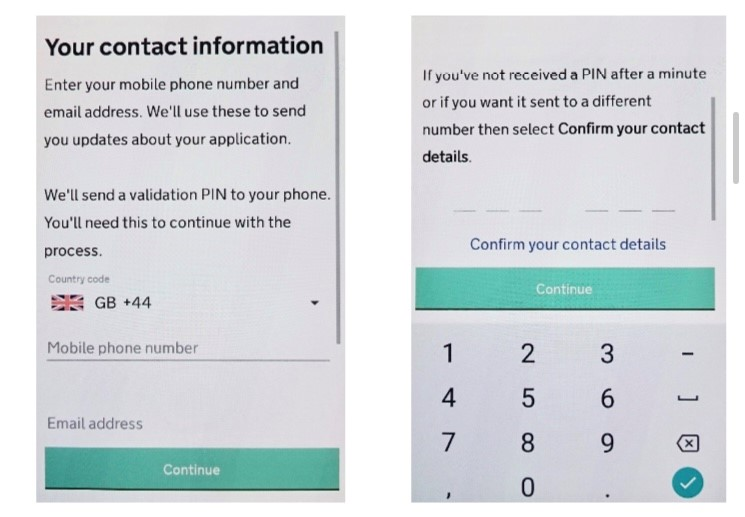 Your contact information
Enter your mobile phone number and
email address. We'll use these to send
you updates about your application.
We'll send a validation PIN to your phone.
You'll need this to continue with the
process.
Country code
GB +44
Mobile phone number
Email address
Continue
If you've not received a PIN after a minute
or if you want it sent to a different
number then select Confirm your contact
details.
Confirm your contact details
Continue
1 2 3 -
4 5 6
7 8 9
, 0 .